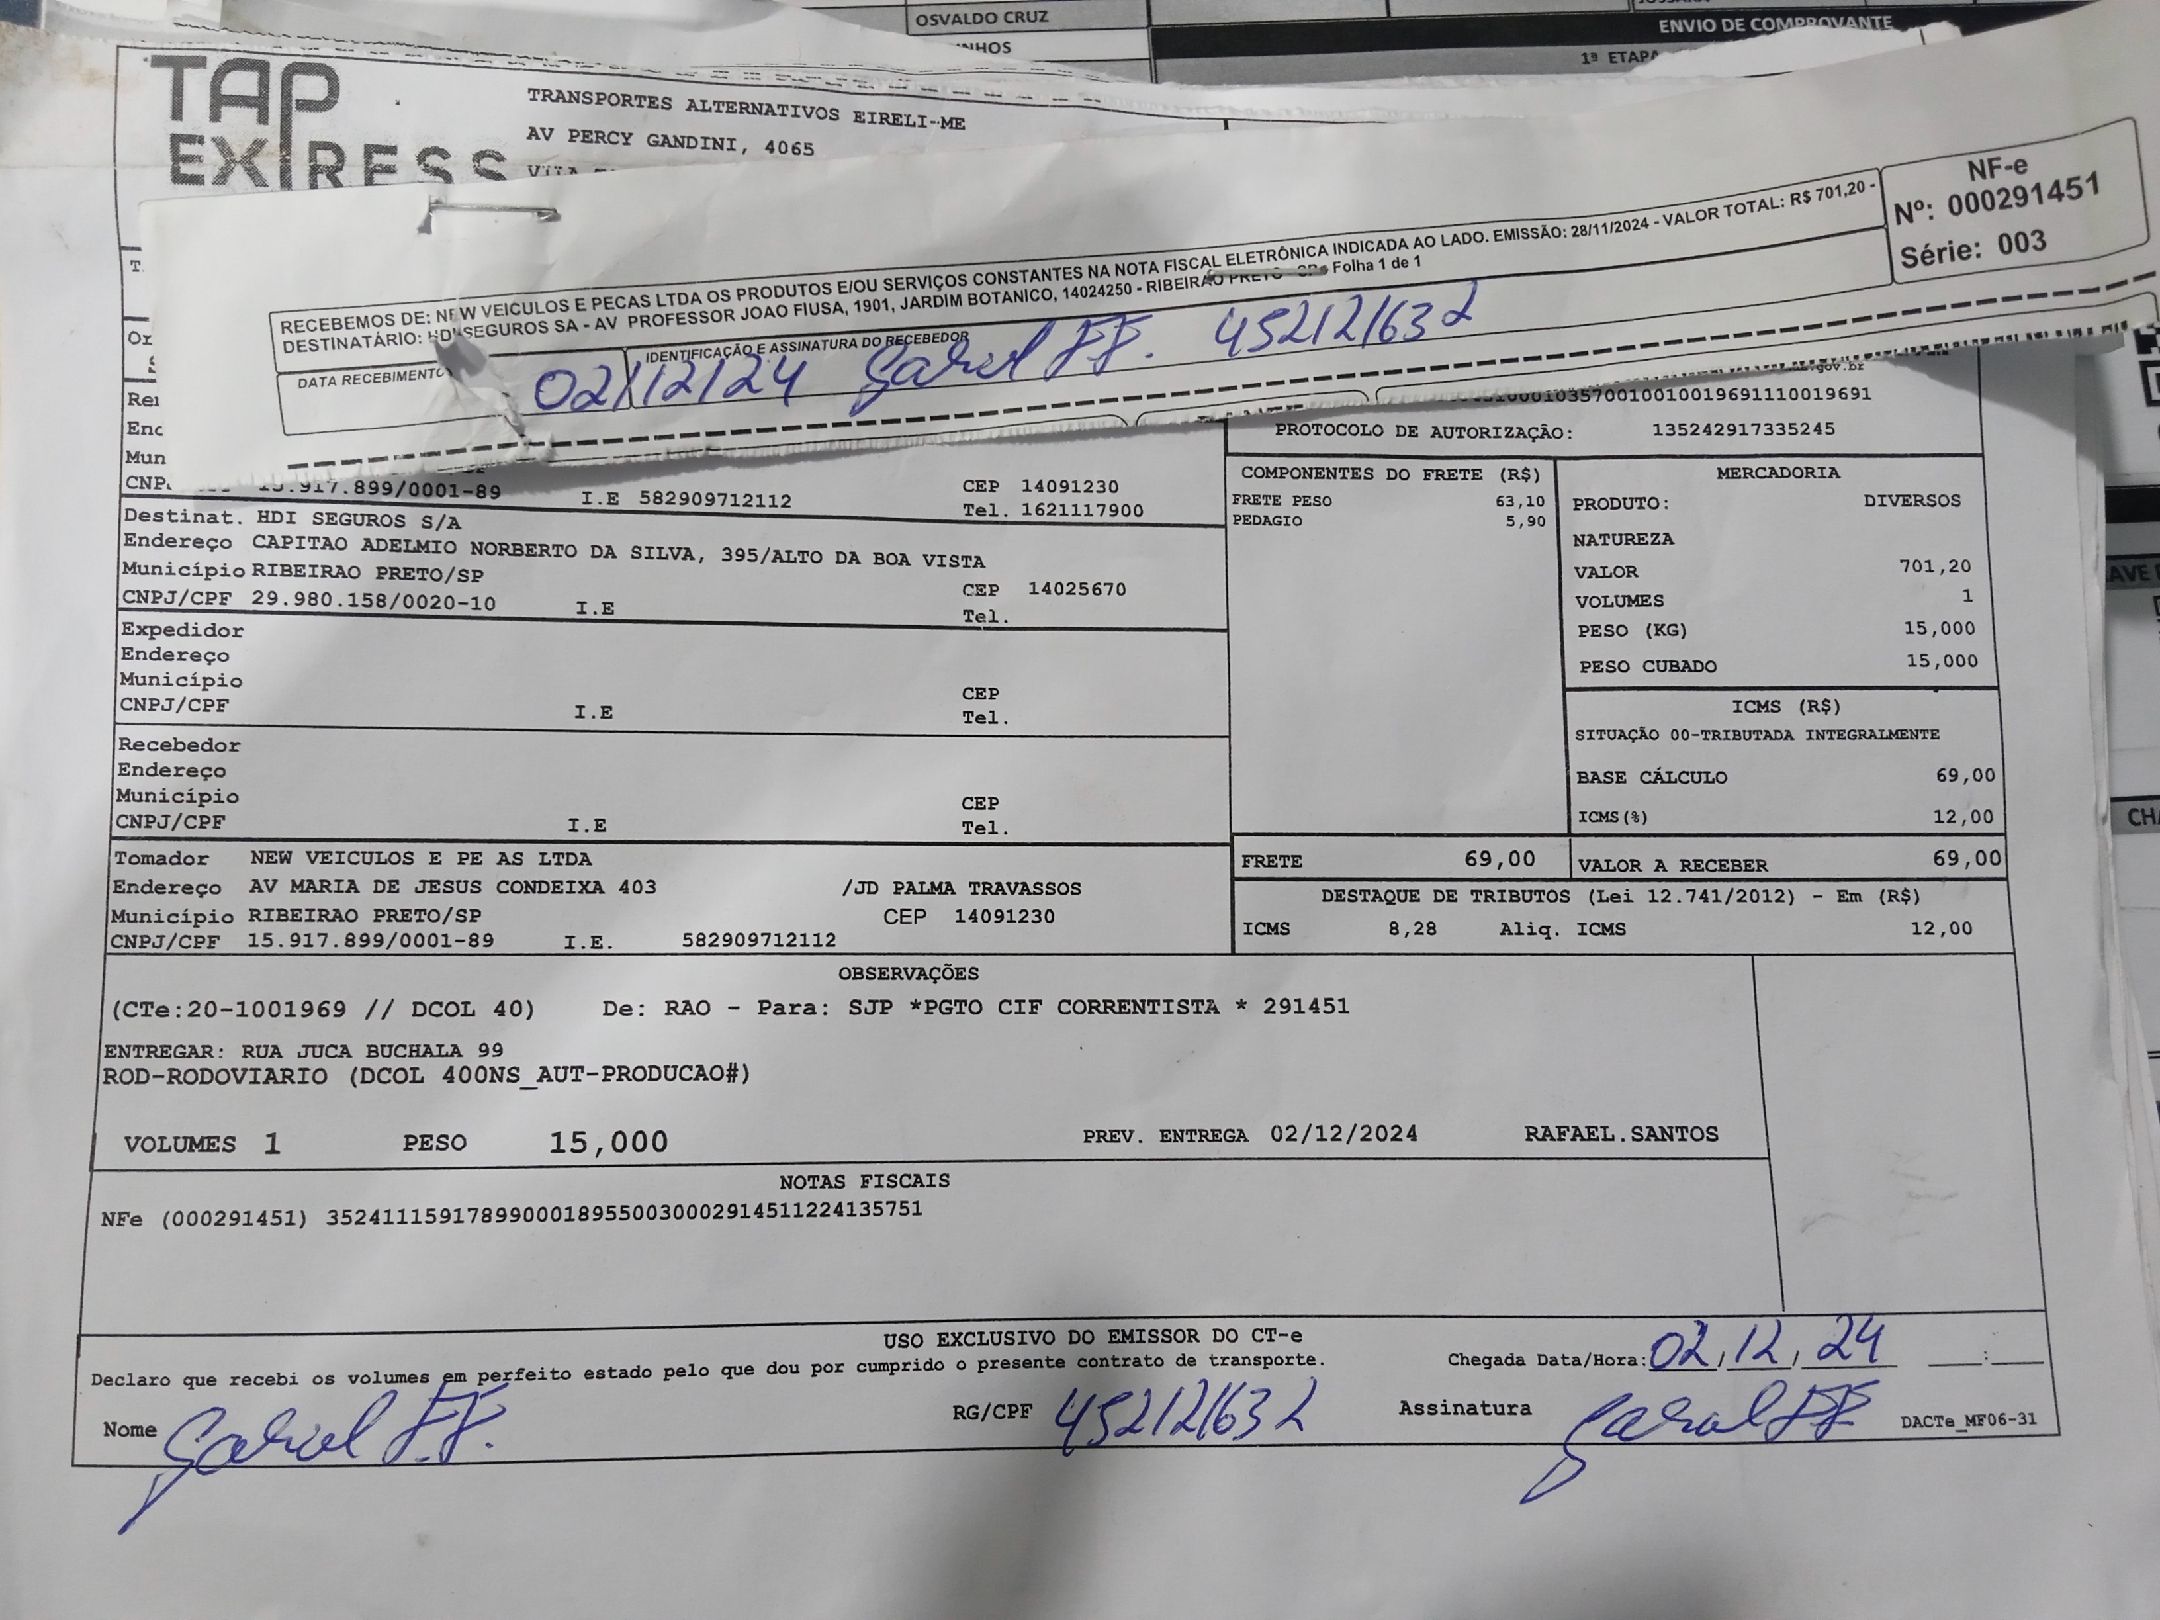 OSVALDO CRUZ
ENVIO DE COMPROVANTE
1ª ETAPA
TAP
EXPRESS
TRANSPORTES ALTERNATIVOS EIRELI-ME
AV PERCY GANDINI, 4065
RECEBEMOS DE: NEW VEICULOS E PECAS LTDA OS PRODUTOS E/OU SERVIÇOS CONSTANTES NA NOTA FISCAL ELETRÔNICA INDICADA AO LADO. EMISSÃO: 28/11/2024 - VALOR TOTAL: R$ 701,20 -
DESTINATÁRIO: HDI SEGUROS SA - AV PROFESSOR JOAO FIUSA, 1901, JARDIM BOTANICO, 14024250 - RIBEIRAO PRETO - SP - Folha 1 de 1
NF-e
Nº: 000291451
Série: 003
DATA RECEBIMENTO
IDENTIFICAÇÃO E ASSINATURA DO RECEBEDOR
02/12/24 452121632
PROTOCOLO DE AUTORIZAÇÃO: 135242917335245
Mun
15.917.899/0001-89 I.E 582909712112
CEP 14091230
Tel. 1621117900
Destinat. HDI SEGUROS S/A
Endereço CAPITAO ADELMIO NORBERTO DA SILVA, 395/ALTO DA BOA VISTA
Município RIBEIRAO PRETO/SP CEP 14025670
CNPJ/CPF 29.980.158/0020-10 I.E Tel.
Expedidor
Endereço
Município CEP
CNPJ/CPF I.E Tel.
Recebedor
Endereço
Município CEP
CNPJ/CPF I.E Tel.
Tomador NEW VEICULOS E PE AS LTDA
Endereço AV MARIA DE JESUS CONDEIXA 403 /JD PALMA TRAVASSOS
Município RIBEIRAO PRETO/SP CEP 14091230
CNPJ/CPF 15.917.899/0001-89 I.E. 582909712112
COMPONENTES DO FRETE (R$)
FRETE PESO 63,10
PEDAGIO 5,90
MERCADORIA
PRODUTO: DIVERSOS
NATUREZA
VALOR 701,20
VOLUMES 1
PESO (KG) 15,000
PESO CUBADO 15,000
ICMS (R$)
SITUAÇÃO 00-TRIBUTADA INTEGRALMENTE
BASE CÁLCULO 69,00
ICMS(%) 12,00
FRETE 69,00 VALOR A RECEBER 69,00
DESTAQUE DE TRIBUTOS (Lei 12.741/2012) - Em (R$)
ICMS 8,28 Aliq. ICMS 12,00
OBSERVAÇÕES
(CTe:20-1001969 // DCOL 40) De: RAO - Para: SJP *PGTO CIF CORRENTISTA * 291451
ENTREGAR: RUA JUCA BUCHALA 99
ROD-RODOVIARIO (DCOL 400NS_AUT-PRODUCAO#)
VOLUMES 1 PESO 15,000 PREV. ENTREGA 02/12/2024 RAFAEL.SANTOS
NOTAS FISCAIS
NFe (000291451) 35241115917899000189550030002914511224135751
USO EXCLUSIVO DO EMISSOR DO CT-e
Declaro que recebi os volumes em perfeito estado pelo que dou por cumprido o presente contrato de transporte. Chegada Data/Hora: 02,12,24 :
Nome RG/CPF 452121632 Assinatura DACTe_MF06-31